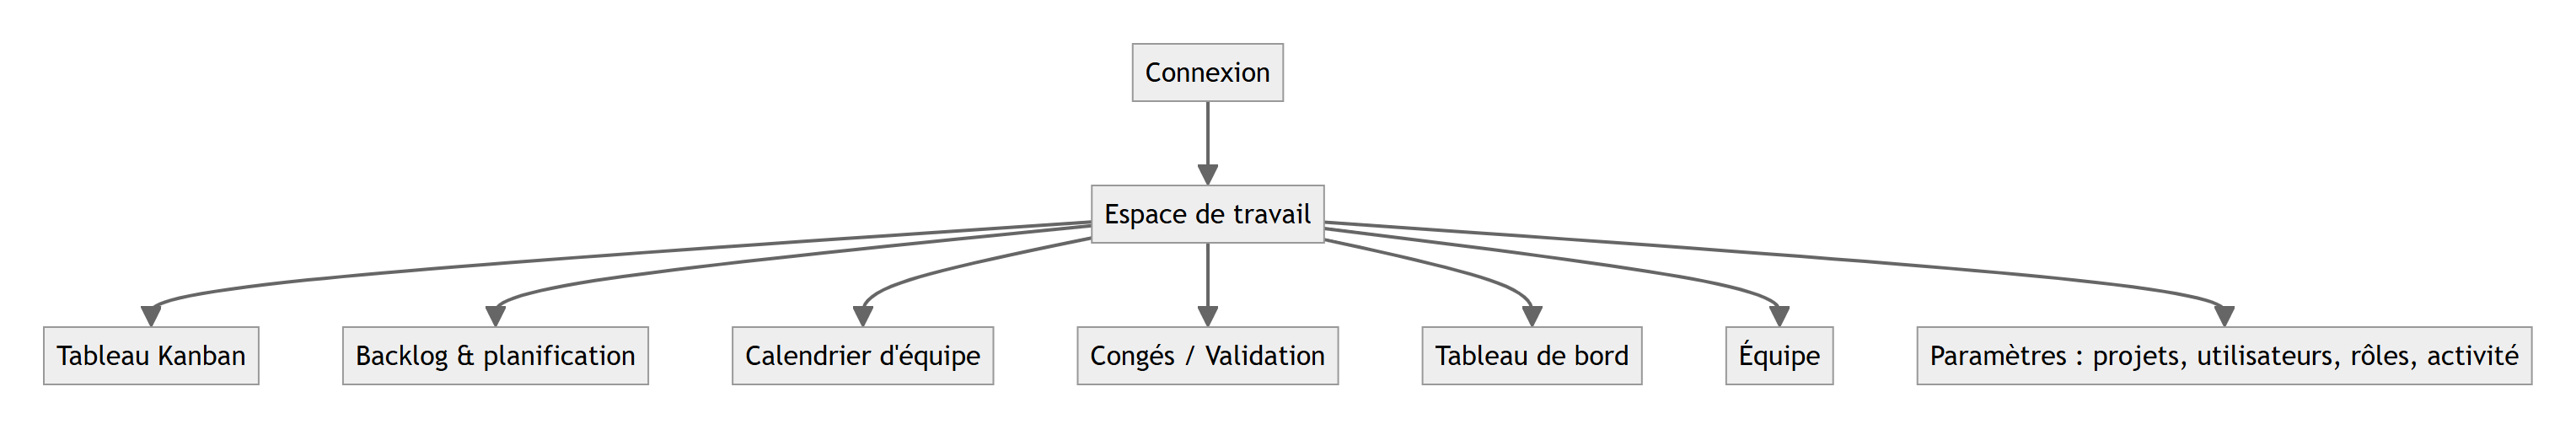 Connexion
Espace de travail
Tableau Kanban
Backlog & planification
Calendrier d'équipe
Congés / Validation
Tableau de bord
Équipe
Paramètres : projets, utilisateurs, rôles, activité